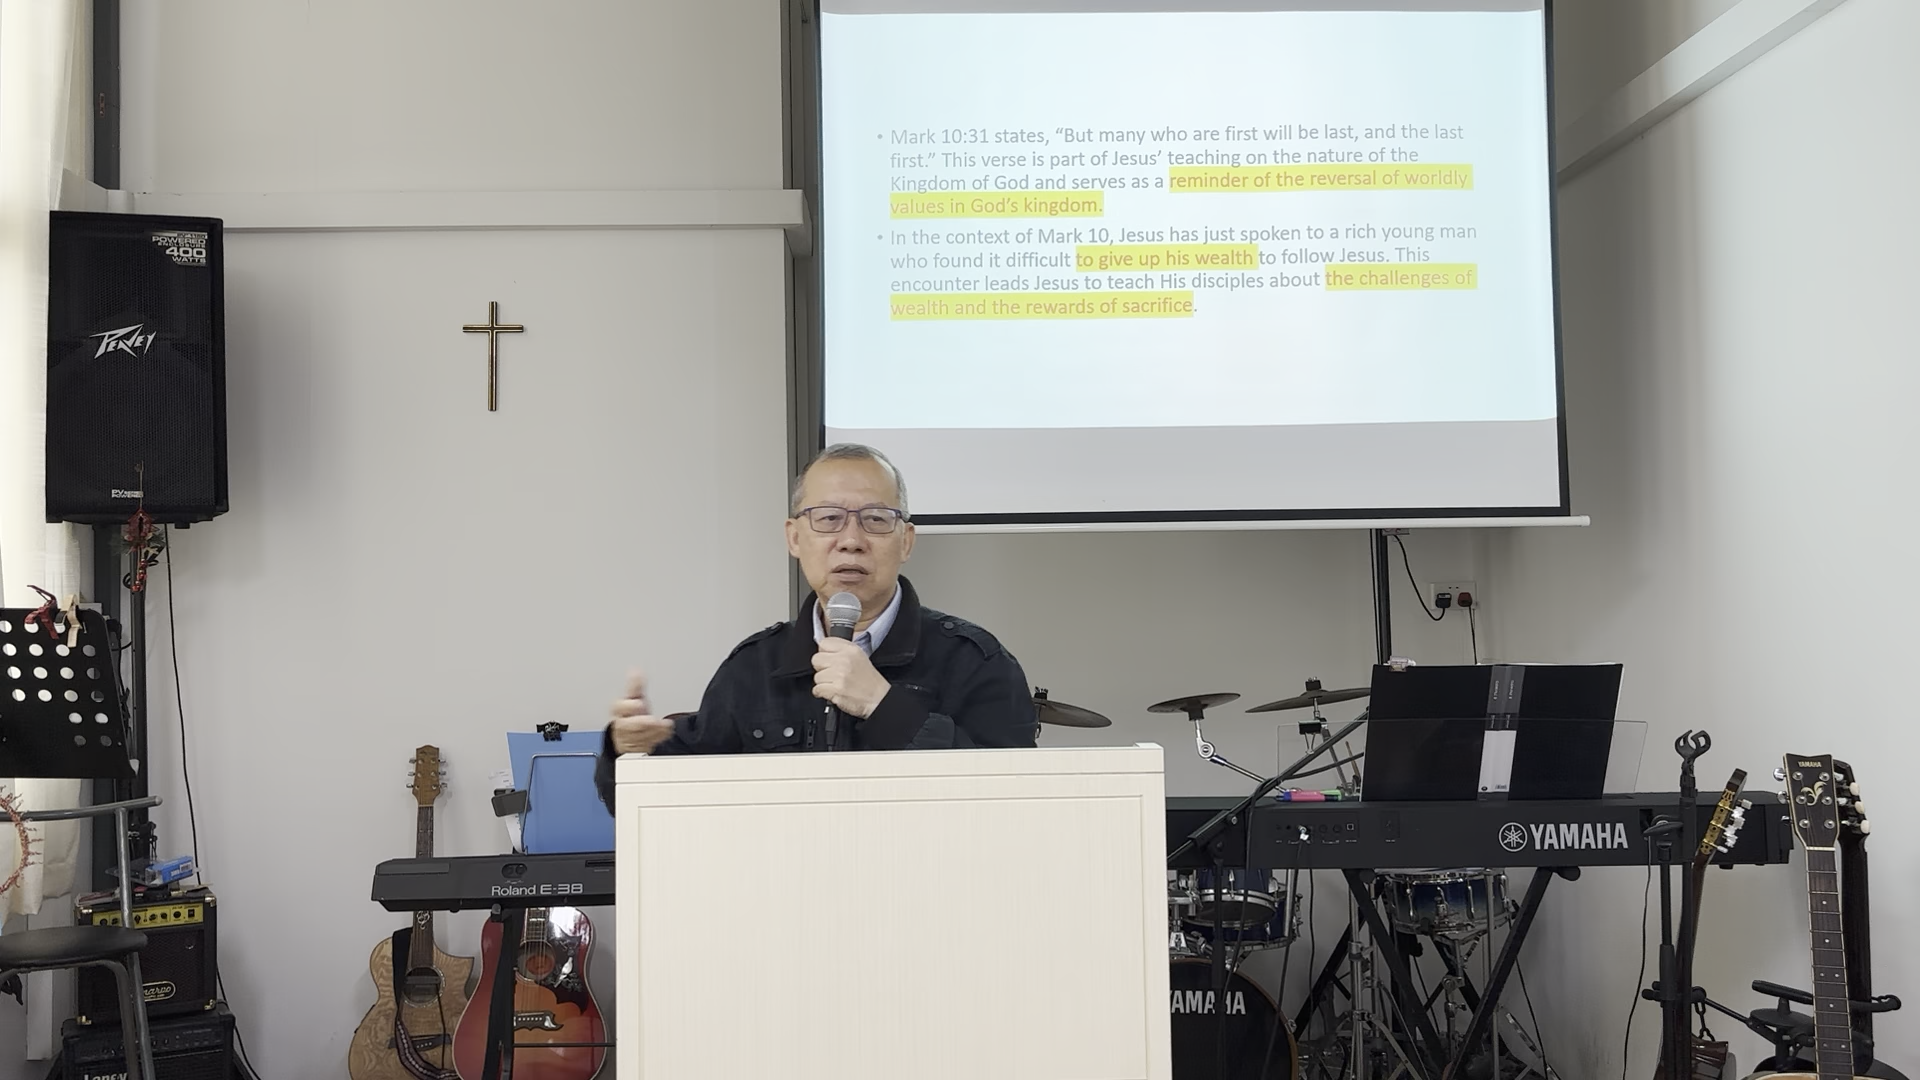 • Mark 10:31 states, “But many who are first will be last, and the last
first.” This verse is part of Jesus’ teaching on the nature of the
Kingdom of God and serves as a reminder of the reversal of worldly
values in God’s kingdom.
• In the context of Mark 10, Jesus has just spoken to a rich young man
who found it difficult to give up his wealth to follow Jesus. This
encounter leads Jesus to teach His disciples about the challenges of
wealth and the rewards of sacrifice.
POWERED
ENCLOSURE
400
WATTS
PEAVEY
Roland E-38
YAMAHA
YAMAHA
YAMAHA
Laney